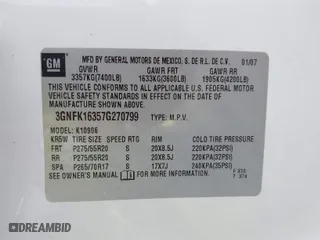 GM
MFD BY GENERAL MOTORS DE MEXICO, S. DE R.L. DE C.V. 01/07
GVWR GAWR FRT GAWR RR
3357KG(7400LB) 1633KG(3600LB) 1905KG(4200LB)
THIS VEHICLE CONFORMS TO ALL APPLICABLE U.S. FEDERAL
MOTOR VEHICLE SAFETY STANDARDS IN EFFECT ON THE DATE
OF MANUFACTURE SHOWN ABOVE.
3GNFK16357G270799 TYPE: M.P.V.
MODEL: K10906
TIRE SIZE SPEED RTG RIM COLD TIRE PRESSURE
FRT P275/55R20 S 20X8.5J 220KPA(32PSI)
RR P275/55R20 S 20X8.5J 220KPA(32PSI)
SPA P265/70R17 S 17X7J 240KPA(35PSI)
SEE OWNER'S MANUAL FOR ADDITIONAL INFORMATION